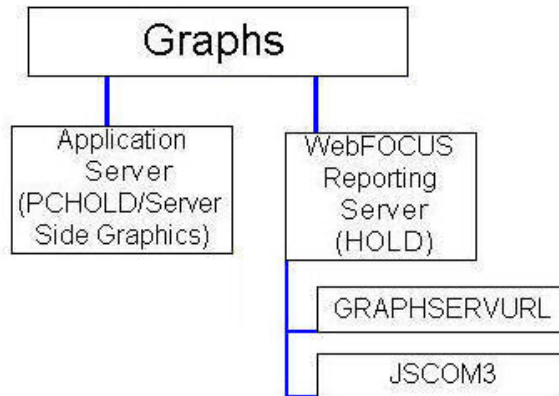 Graphs
Application
Server
(PCHOLD/Server
Side Graphics)
WebFOCUS
Reporting
Server
(HOLD)
GRAPHSERVURL
JSCOM3